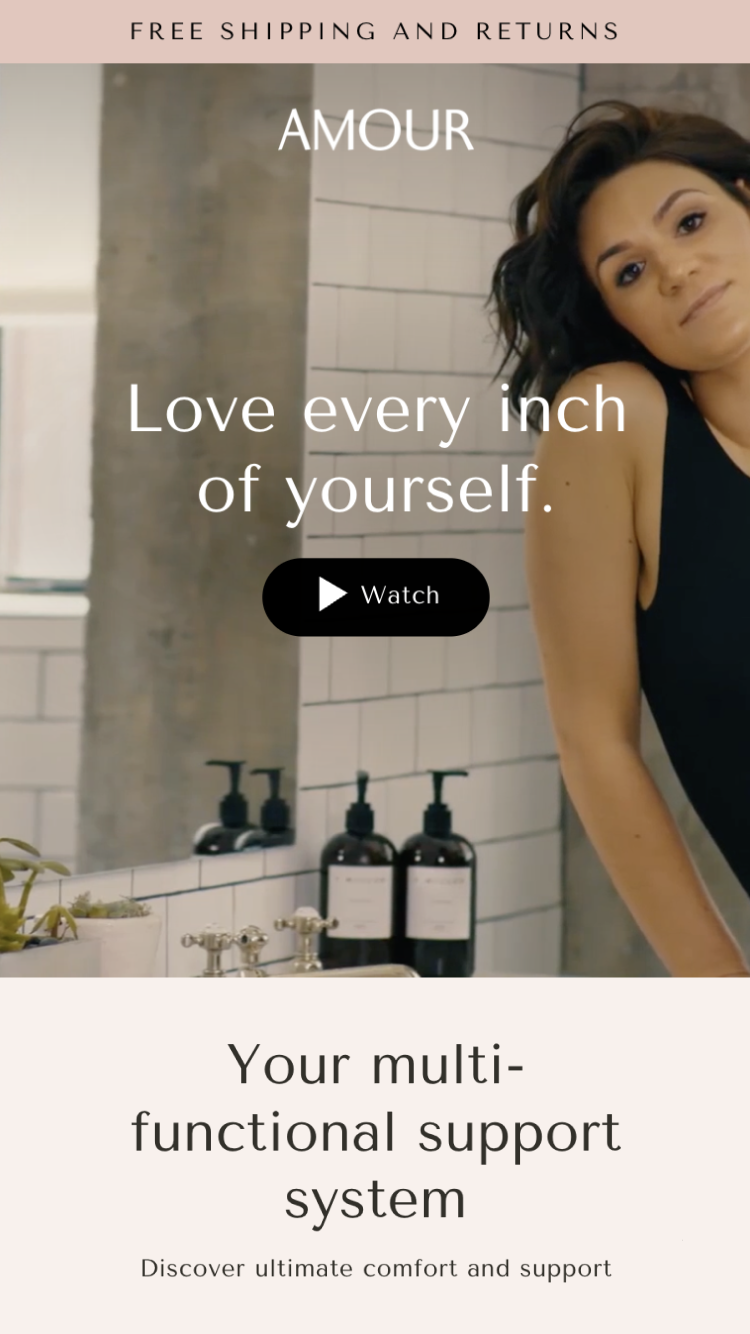 FREE SHIPPING AND RETURNS
AMOUR
Love every inch
of yourself.
Watch
Your multi-
functional support
system
Discover ultimate comfort and support